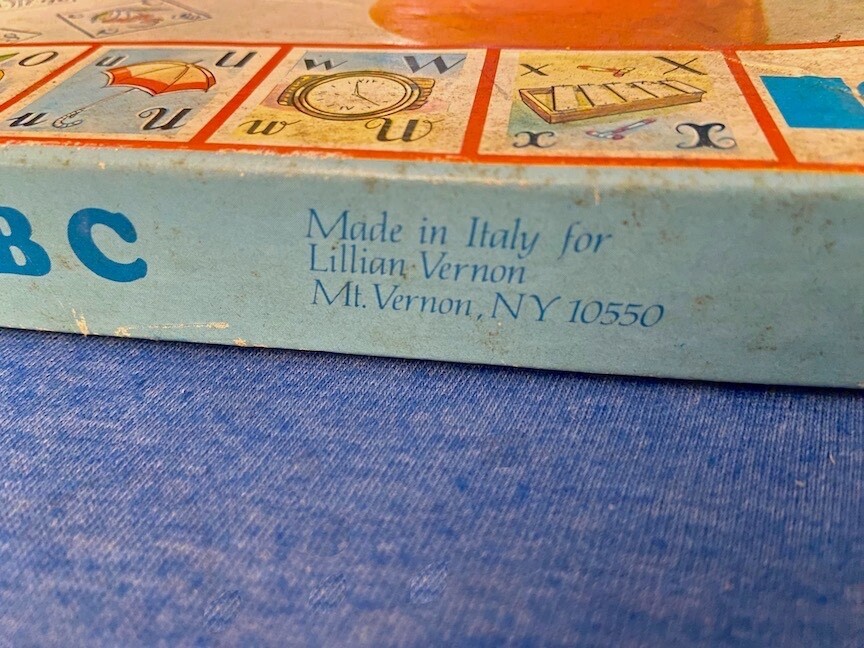 O
u U w W x X
u U w W x X
BC
Made in Italy for
Lillian Vernon
Mt. Vernon, NY 10550